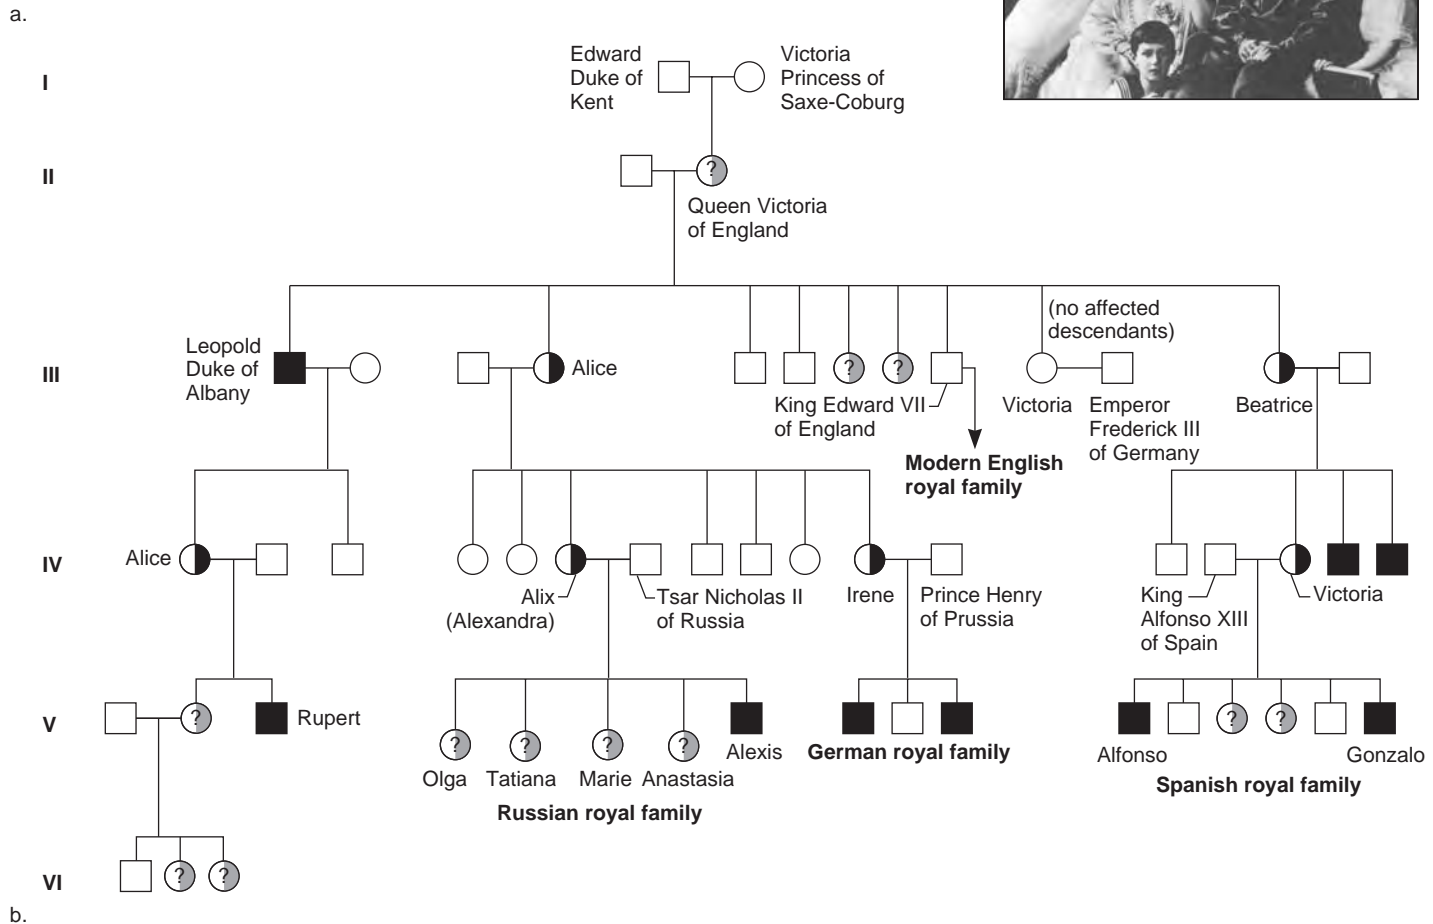 a.
Edward
Duke of
Kent
Victoria
Princess of
Saxe-Coburg
I
II
?
Queen Victoria
of England
(no affected
descendants)
III
Leopold
Duke of
Albany
Alice
?
?
King Edward VII
of England
Victoria
Emperor
Frederick III
of Germany
Beatrice
Modern English
royal family
IV
Alice
Alix
(Alexandra)
Tsar Nicholas II
of Russia
Irene
Prince Henry
of Prussia
King
Alfonso XIII
of Spain
Victoria
V
?
Rupert
?
?
?
?
Olga
Tatiana
Marie
Anastasia
Alexis
Russian royal family
German royal family
?
?
Alfonso
Gonzalo
Spanish royal family
VI
?
?
b.